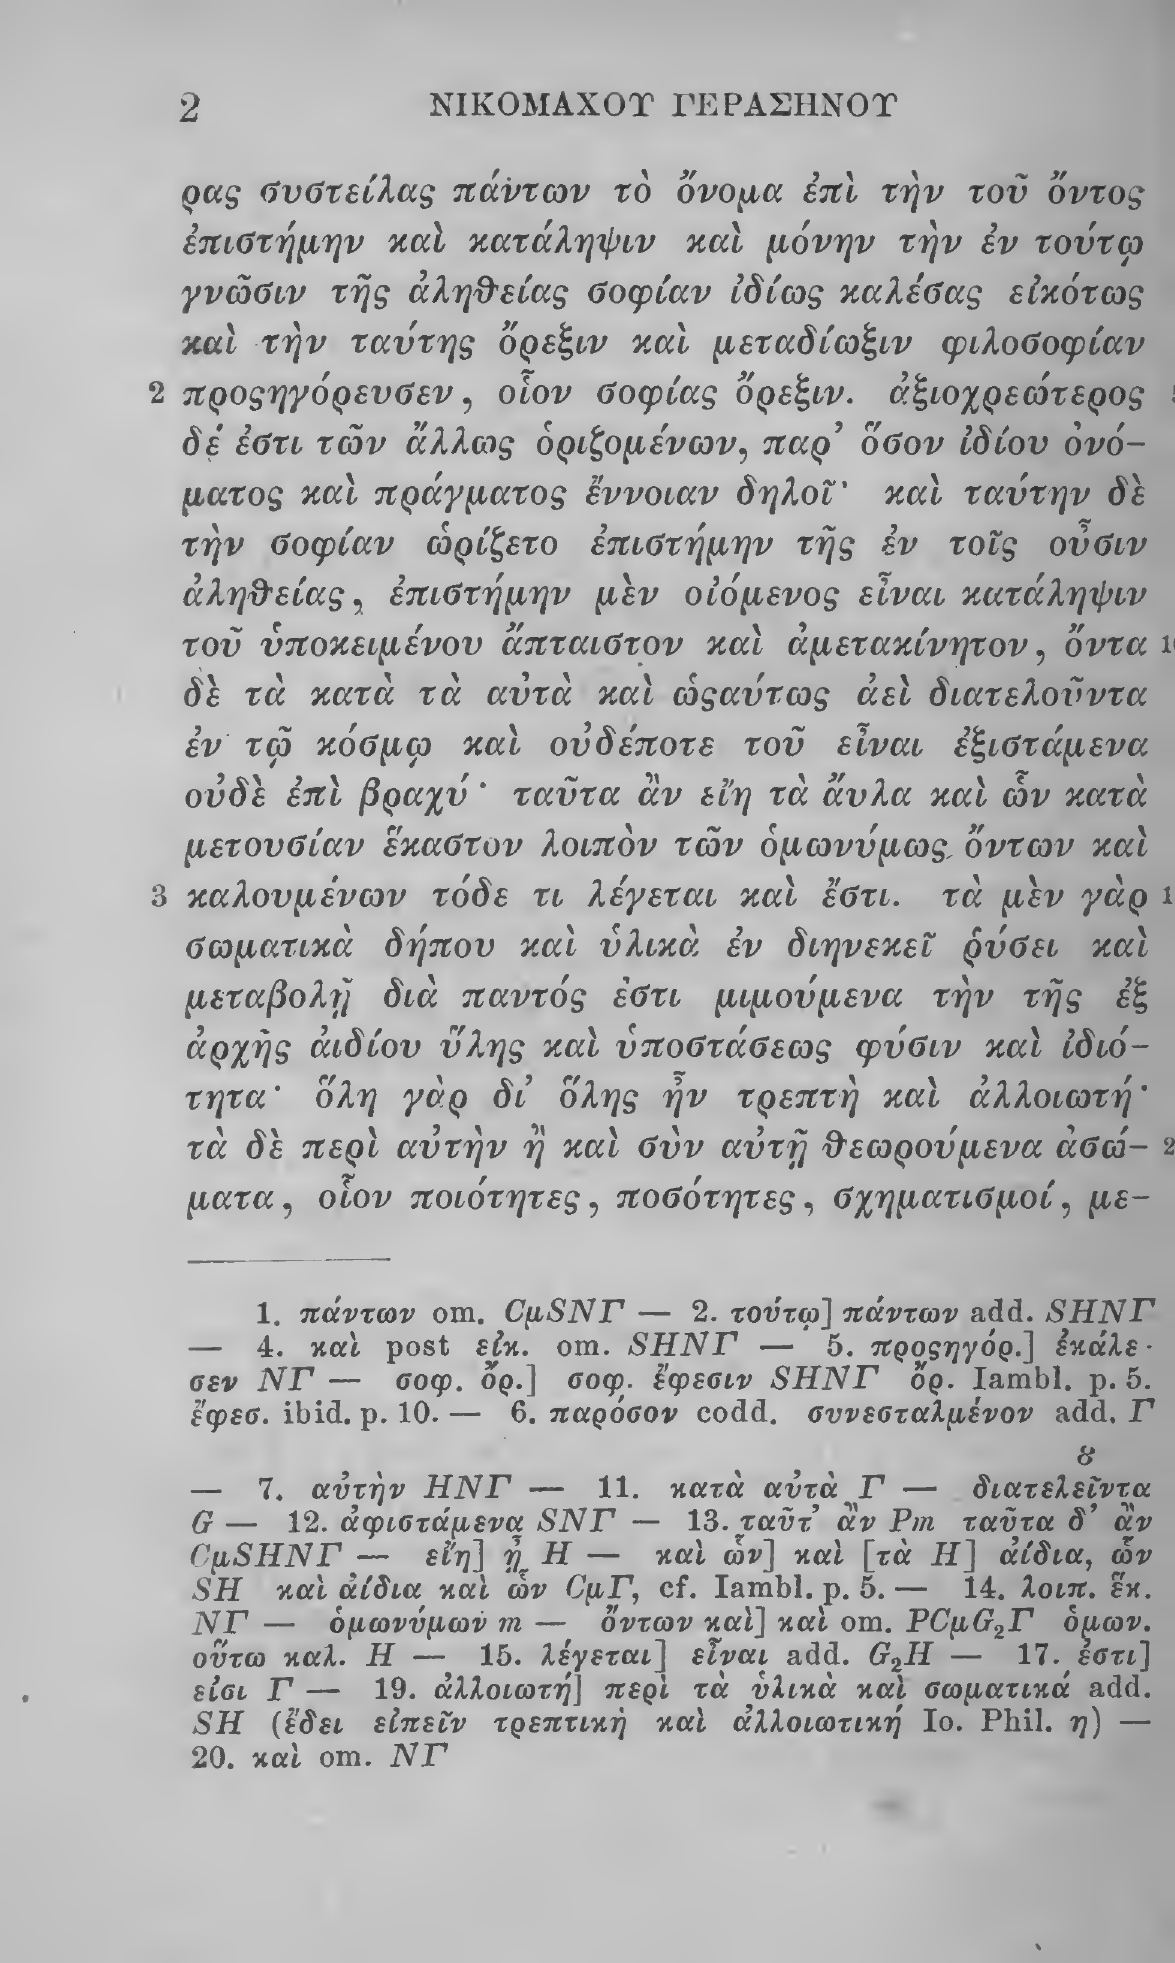 2 ΝΙΚΟΜΑΧΟΥ ΓΕΡΑΣΗΝΟΥ
ρας συστείλας πάντων τὸ ὄνομα ἐπὶ τὴν τοῦ ὄντος
ἐπιστήμην καὶ κατάληψιν καὶ μόνην τὴν ἐν τούτῳ
γνῶσιν τῆς ἀληϑείας σοφίαν ἰδίως καλέσας εἰκότως
καὶ τὴν ταύτης ὄρεξιν καὶ μεταδίωξιν φιλοσοφίαν
2 προςηγόρευσεν, οἷον σοφίας ὄρεξιν. ἀξιοχρεώτερος
δέ ἐστι τῶν ἄλλως ὁριζομένων, παρ᾽ ὅσον ἰδίου ὀνό-
ματος καὶ πράγματος ἔννοιαν δηλοῖ· καὶ ταύτην δὲ
τὴν σοφίαν ὡρίζετο ἐπιστήμην τῆς ἐν τοῖς οὖσιν
ἀληϑείας, ἐπιστήμην μὲν οἰόμενος εἶναι κατάληψιν
τοῦ ὑποκειμένου ἄπταιστον καὶ ἀμετακίνητον, ὄντα
δὲ τὰ κατὰ τὰ αὐτὰ καὶ ὡςαύτως ἀεὶ διατελοῦντα
ἐν τῷ κόσμῳ καὶ οὐδέποτε τοῦ εἶναι ἐξιστάμενα
οὐδὲ ἐπὶ βραχύ· ταῦτα ἂν εἴη τὰ ἄυλα καὶ ὧν κατὰ
μετουσίαν ἕκαστον λοιπὸν τῶν ὁμωνύμως ὄντων καὶ
3 καλουμένων τόδε τι λέγεται καὶ ἔστι. τὰ μὲν γὰρ
σωματικὰ δήπου καὶ ὑλικὰ ἐν διηνεκεῖ ῥύσει καὶ
μεταβολῇ διὰ παντός ἐστι μιμούμενα τὴν τῆς ἐξ
ἀρχῆς ἀιδίου ὕλης καὶ ὑποστάσεως φύσιν καὶ ἰδιό-
τητα· ὅλη γὰρ δι᾽ ὅλης ἦν τρεπτὴ καὶ ἀλλοιωτή·
τὰ δὲ περὶ αὐτὴν ἢ καὶ σὺν αὐτῇ ϑεωρούμενα ἀσώ-
ματα, οἷον ποιότητες, ποσότητες, σχηματισμοί, με-
1. πάντων om. CμSNΓ — 2. τούτῳ] πάντων add. SHNΓ
— 4. καὶ post εἰκ. om. SHNΓ — 5. προςηγόρ.] ἐκάλε-
σεν NΓ — σοφ. ὄρ.] σοφ. ἔφεσιν SHNΓ ὄρ. Iambl. p. 5.
ἔφεσ. ibid. p. 10. — 6. παρόσον codd. συνεσταλμένον add. Γ
ȣ
— 7. αὐτὴν HNΓ — 11. κατὰ αὐτὰ Γ — διατελεῖντα
G — 12. ἀφιστάμενα SNΓ — 13. ταῦτ᾽ ἂν Pm ταῦτα δ᾽ ἂν
CμSHNΓ — εἴη] ᾖ H — καὶ ὧν] καὶ [τὰ H] ἀίδια, ὧν
SH καὶ ἀίδια καὶ ὧν CμΓ, cf. Iambl. p. 5. — 14. λοιπ. ἕκ.
NΓ — ὁμωνύμων m — ὄντων καὶ] καὶ om. PCμG₂Γ ὁμων.
οὕτω καλ. H — 15. λέγεται] εἶναι add. G₂H — 17. ἐστι]
εἰσι Γ — 19. ἀλλοιωτή] περὶ τὰ ὑλικὰ καὶ σωματικά add.
SH (ἔδει εἰπεῖν τρεπτικὴ καὶ ἀλλοιωτική Io. Phil. η) —
20. καὶ om. NΓ